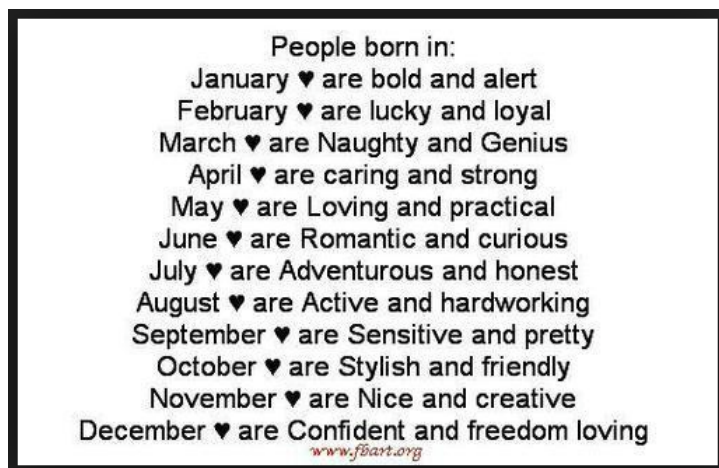 People born in:
January ♥ are bold and alert
February ♥ are lucky and loyal
March ♥ are Naughty and Genius
April ♥ are caring and strong
May ♥ are Loving and practical
June ♥ are Romantic and curious
July ♥ are Adventurous and honest
August ♥ are Active and hardworking
September ♥ are Sensitive and pretty
October ♥ are Stylish and friendly
November ♥ are Nice and creative
December ♥ are Confident and freedom loving
www.fbart.org